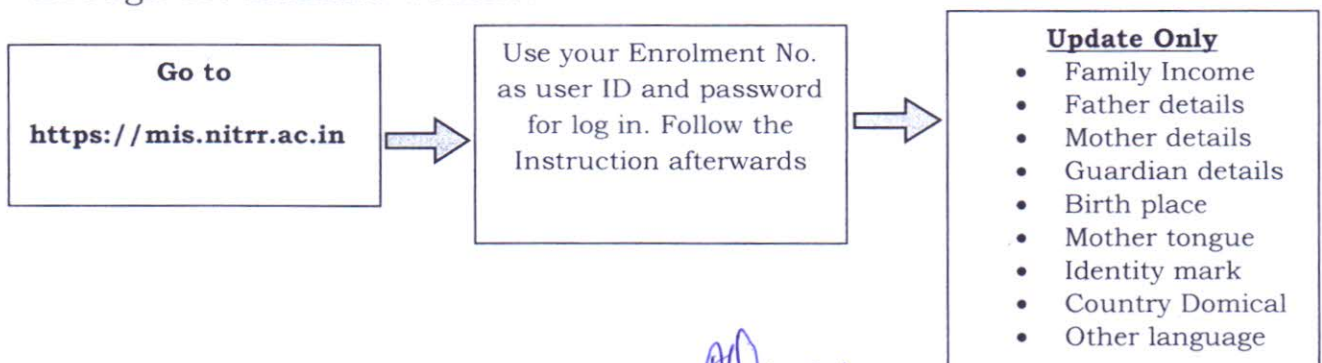 Go to
https://mis.nitrr.ac.in
Use your Enrolment No.
as user ID and password
for log in. Follow the
Instruction afterwards
Update Only
• Family Income
• Father details
• Mother details
• Guardian details
• Birth place
• Mother tongue
• Identity mark
• Country Domical
• Other language